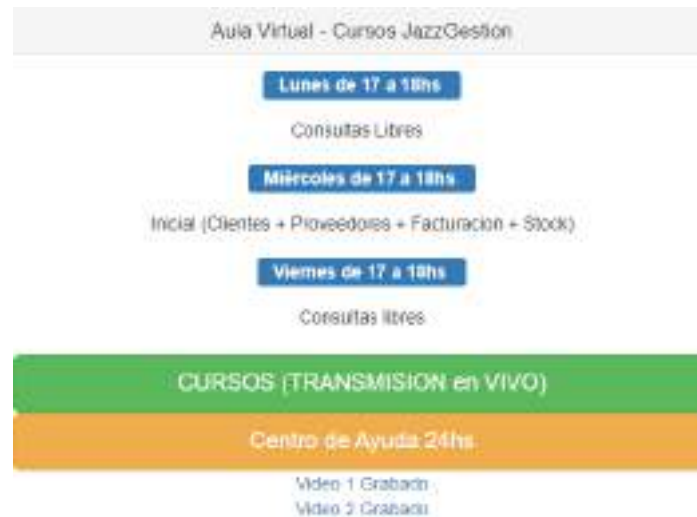 Aula Virtual - Cursos JazzGestion
Lunes de 17 a 18hs
Consultas Libres
Miércoles de 17 a 18hs
Inicial (Clientes + Proveedores + Facturacion + Stock)
Viernes de 17 a 18hs
Consultas libres
CURSOS (TRANSMISION en VIVO)
Centro de Ayuda 24hs
Video 1 Grabado
Video 2 Grabado